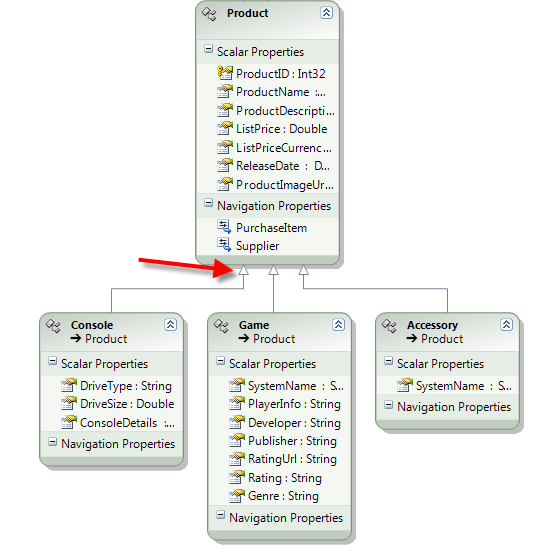 Product
Scalar Properties
ProductID : Int32
ProductName :...
ProductDescripti...
ListPrice : Double
ListPriceCurrenc...
ReleaseDate : D...
ProductImageUr...
Navigation Properties
PurchaseItem
Supplier
Console
Product
Scalar Properties
DriveType : String
DriveSize : Double
ConsoleDetails :...
Navigation Properties
Game
Product
Scalar Properties
SystemName : S...
PlayerInfo : String
Developer : String
Publisher : String
RatingUrl : String
Rating : String
Genre : String
Navigation Properties
Accessory
Product
Scalar Properties
SystemName : S...
Navigation Properties